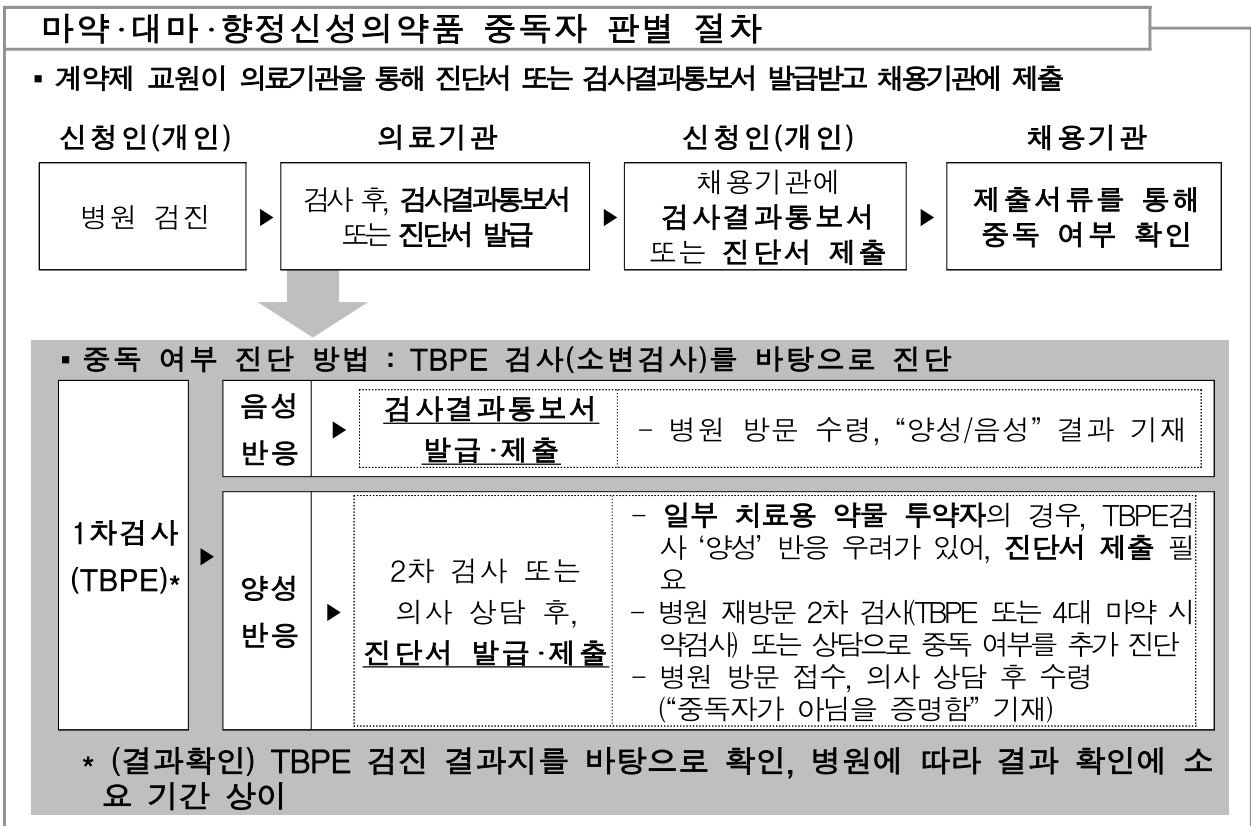 마약·대마·향정신성의약품 중독자 판별 절차
▪ 계약제 교원이 의료기관을 통해 진단서 또는 검사결과통보서 발급받고 채용기관에 제출
신청인(개인)
병원 검진
▶
의료기관
검사 후, 검사결과통보서
또는 진단서 발급
▶
신청인(개인)
채용기관에
검사결과통보서
또는 진단서 제출
▶
채용기관
제출서류를 통해
중독 여부 확인
▪ 중독 여부 진단 방법 : TBPE 검사(소변검사)를 바탕으로 진단
1차검사
(TBPE)*
▶
음성
반응
▶
검사결과통보서
발급·제출
- 병원 방문 수령, “양성/음성” 결과 기재
양성
반응
▶
2차 검사 또는
의사 상담 후,
진단서 발급·제출
- 일부 치료용 약물 투약자의 경우, TBPE검
사 ‘양성’ 반응 우려가 있어, 진단서 제출 필
요
- 병원 재방문 2차 검사(TBPE 또는 4대 마약 시
약검사) 또는 상담으로 중독 여부를 추가 진단
- 병원 방문 접수, 의사 상담 후 수령
(“중독자가 아님을 증명함” 기재)
* (결과확인) TBPE 검진 결과지를 바탕으로 확인, 병원에 따라 결과 확인에 소
요 기간 상이